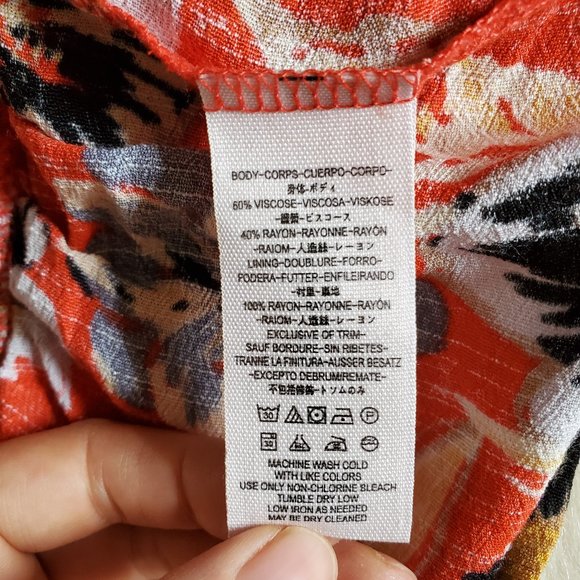 BODY-CORPS-CUERPO-CORPO-
身体-ボディ
60% VISCOSE-VISCOSA-VISKOSE
-ビスコース
40% RAYON-RAYONNE-RAYÓN
-RAIOM-人造絲-レーヨン
LINING-DOUBLURE-FORRO-
PODERA-FUTTER-ENFILEIRANDO
-衬里-裏地
100% RAYON-RAYONNE-RAYÓN
-RAIOM-人造絲-レーヨン
EXCLUSIVE OF TRIM-
SAUF BORDURE-SIN RIBETES-
TRANNE LA FINITURA-AUSSER BESATZ
-EXCEPTO DEBRUM/REMATE-
不包括修飾-トリムのみ
30 P
30 F
MACHINE WASH COLD
WITH LIKE COLORS
USE ONLY NON-CHLORINE BLEACH
TUMBLE DRY LOW
LOW IRON AS NEEDED
MAY BE DRY CLEANED